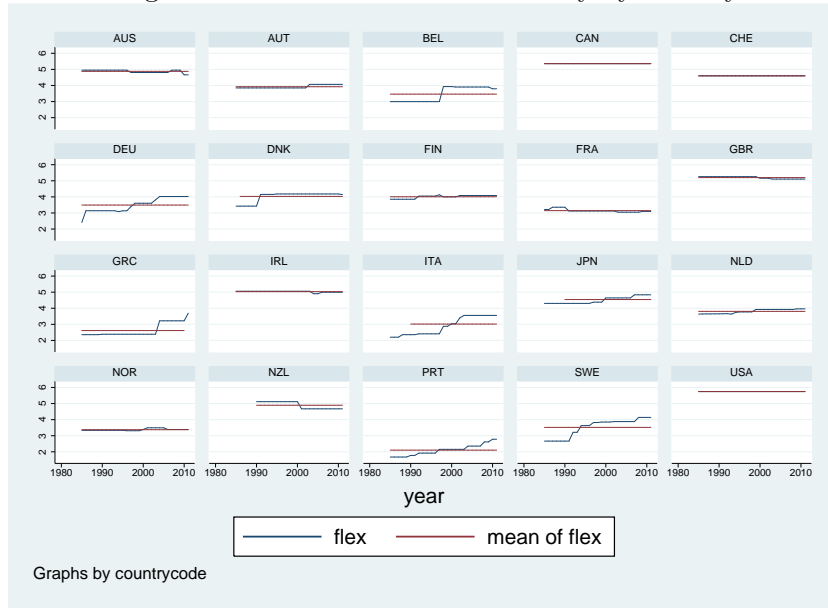 AUS AUT BEL CAN CHE
6
5
4
3
2
DEU DNK FIN FRA GBR
6
5
4
3
2
GRC IRL ITA JPN NLD
6
5
4
3
2
NOR NZL PRT SWE USA
6
5
4
3
2
1980 1990 2000 2010 1980 1990 2000 2010 1980 1990 2000 2010 1980 1990 2000 2010 1980 1990 2000 2010
year
flex mean of flex
Graphs by countrycode